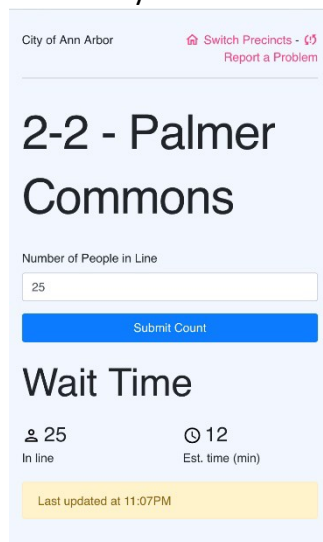 City of Ann Arbor
Switch Precincts -
Report a Problem
2-2 - Palmer
Commons
Number of People in Line
25
Submit Count
Wait Time
25
In line
12
Est. time (min)
Last updated at 11:07PM